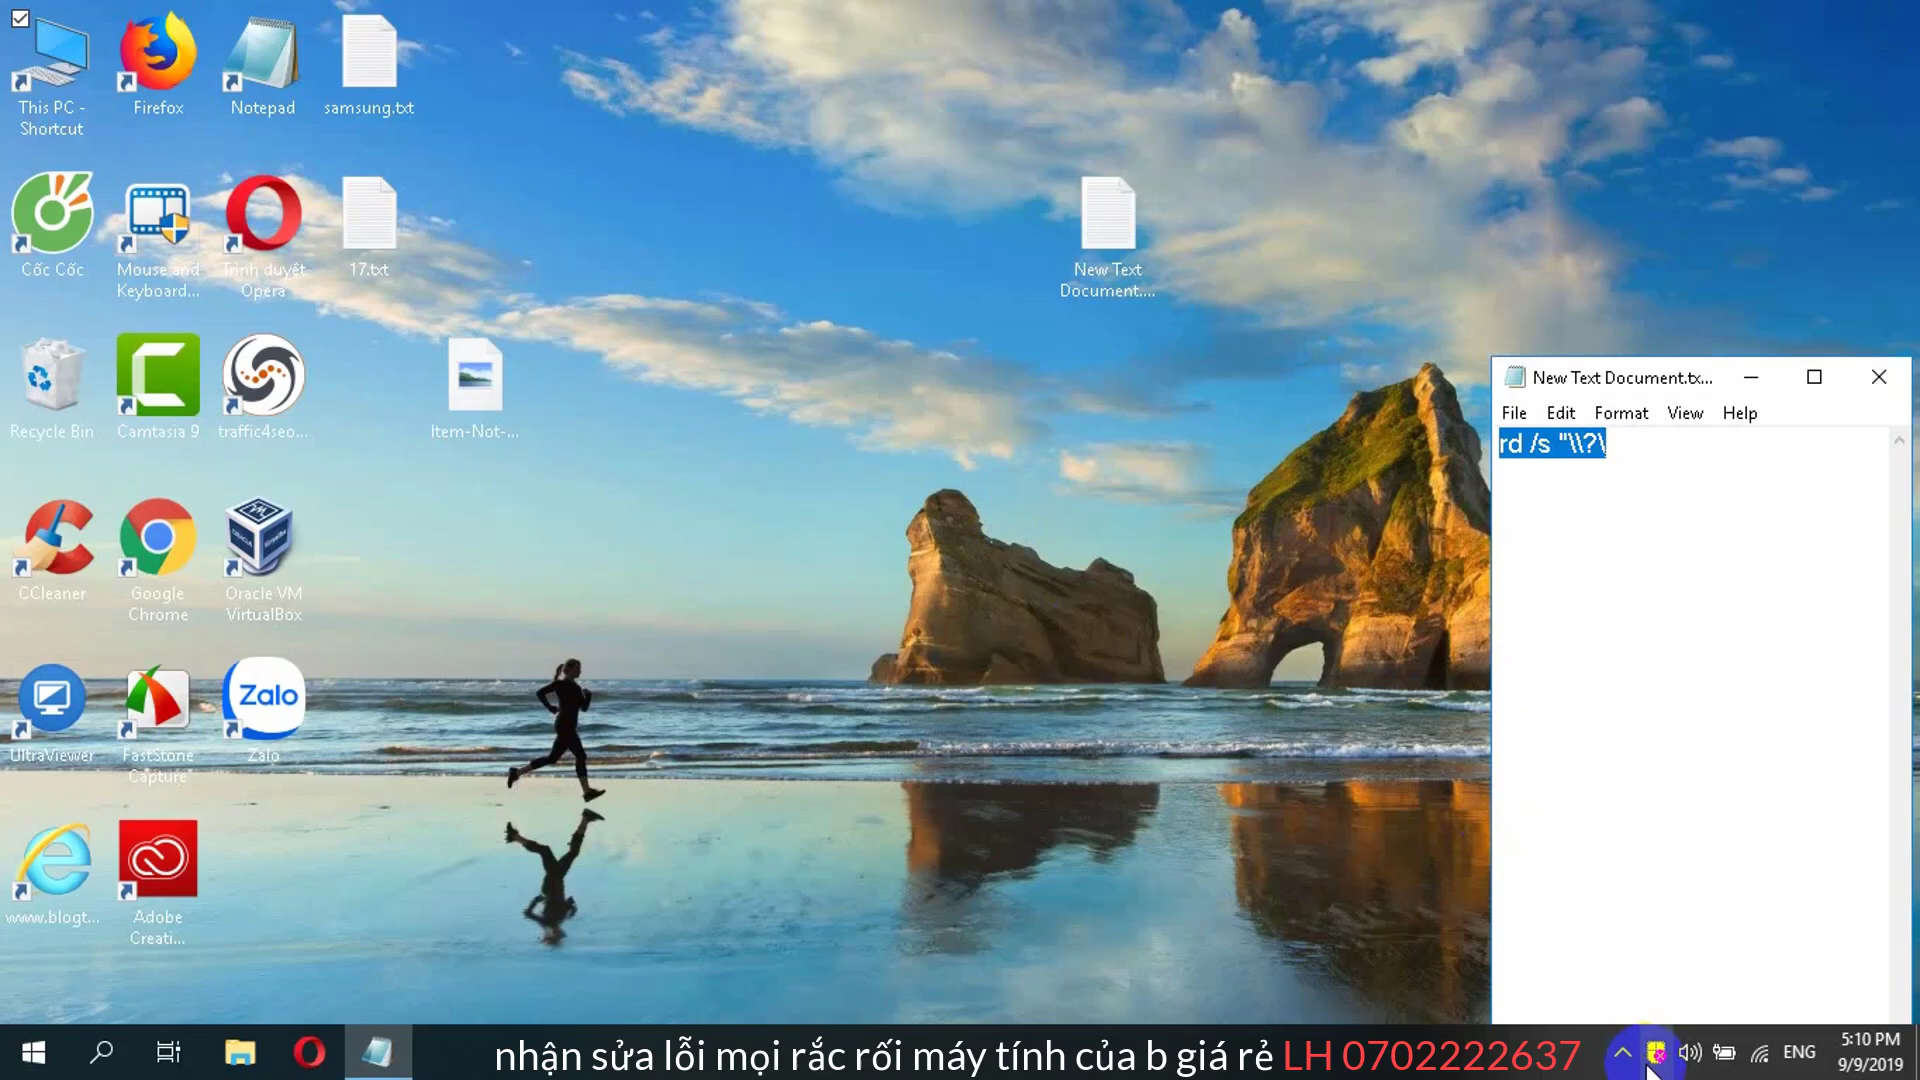 This PC -
Shortcut
Firefox
Notepad
samsung.txt
Cốc Cốc
Mouse and
Keyboard...
Trình duyệt
Opera
17.txt
New Text
Document....
Recycle Bin
Camtasia 9
traffic4seo...
Item-Not-...
New Text Document.tx...
File Edit Format View Help
rd /s "\\?\
CCleaner
Google
Chrome
Oracle VM
VirtualBox
UltraViewer
FastStone
Capture
Zalo
Zalo
www.blogt...
Adobe
Creati...
nhận sửa lỗi mọi rắc rối máy tính của b giá rẻ LH 0702222637
ENG
5:10 PM
9/9/2019